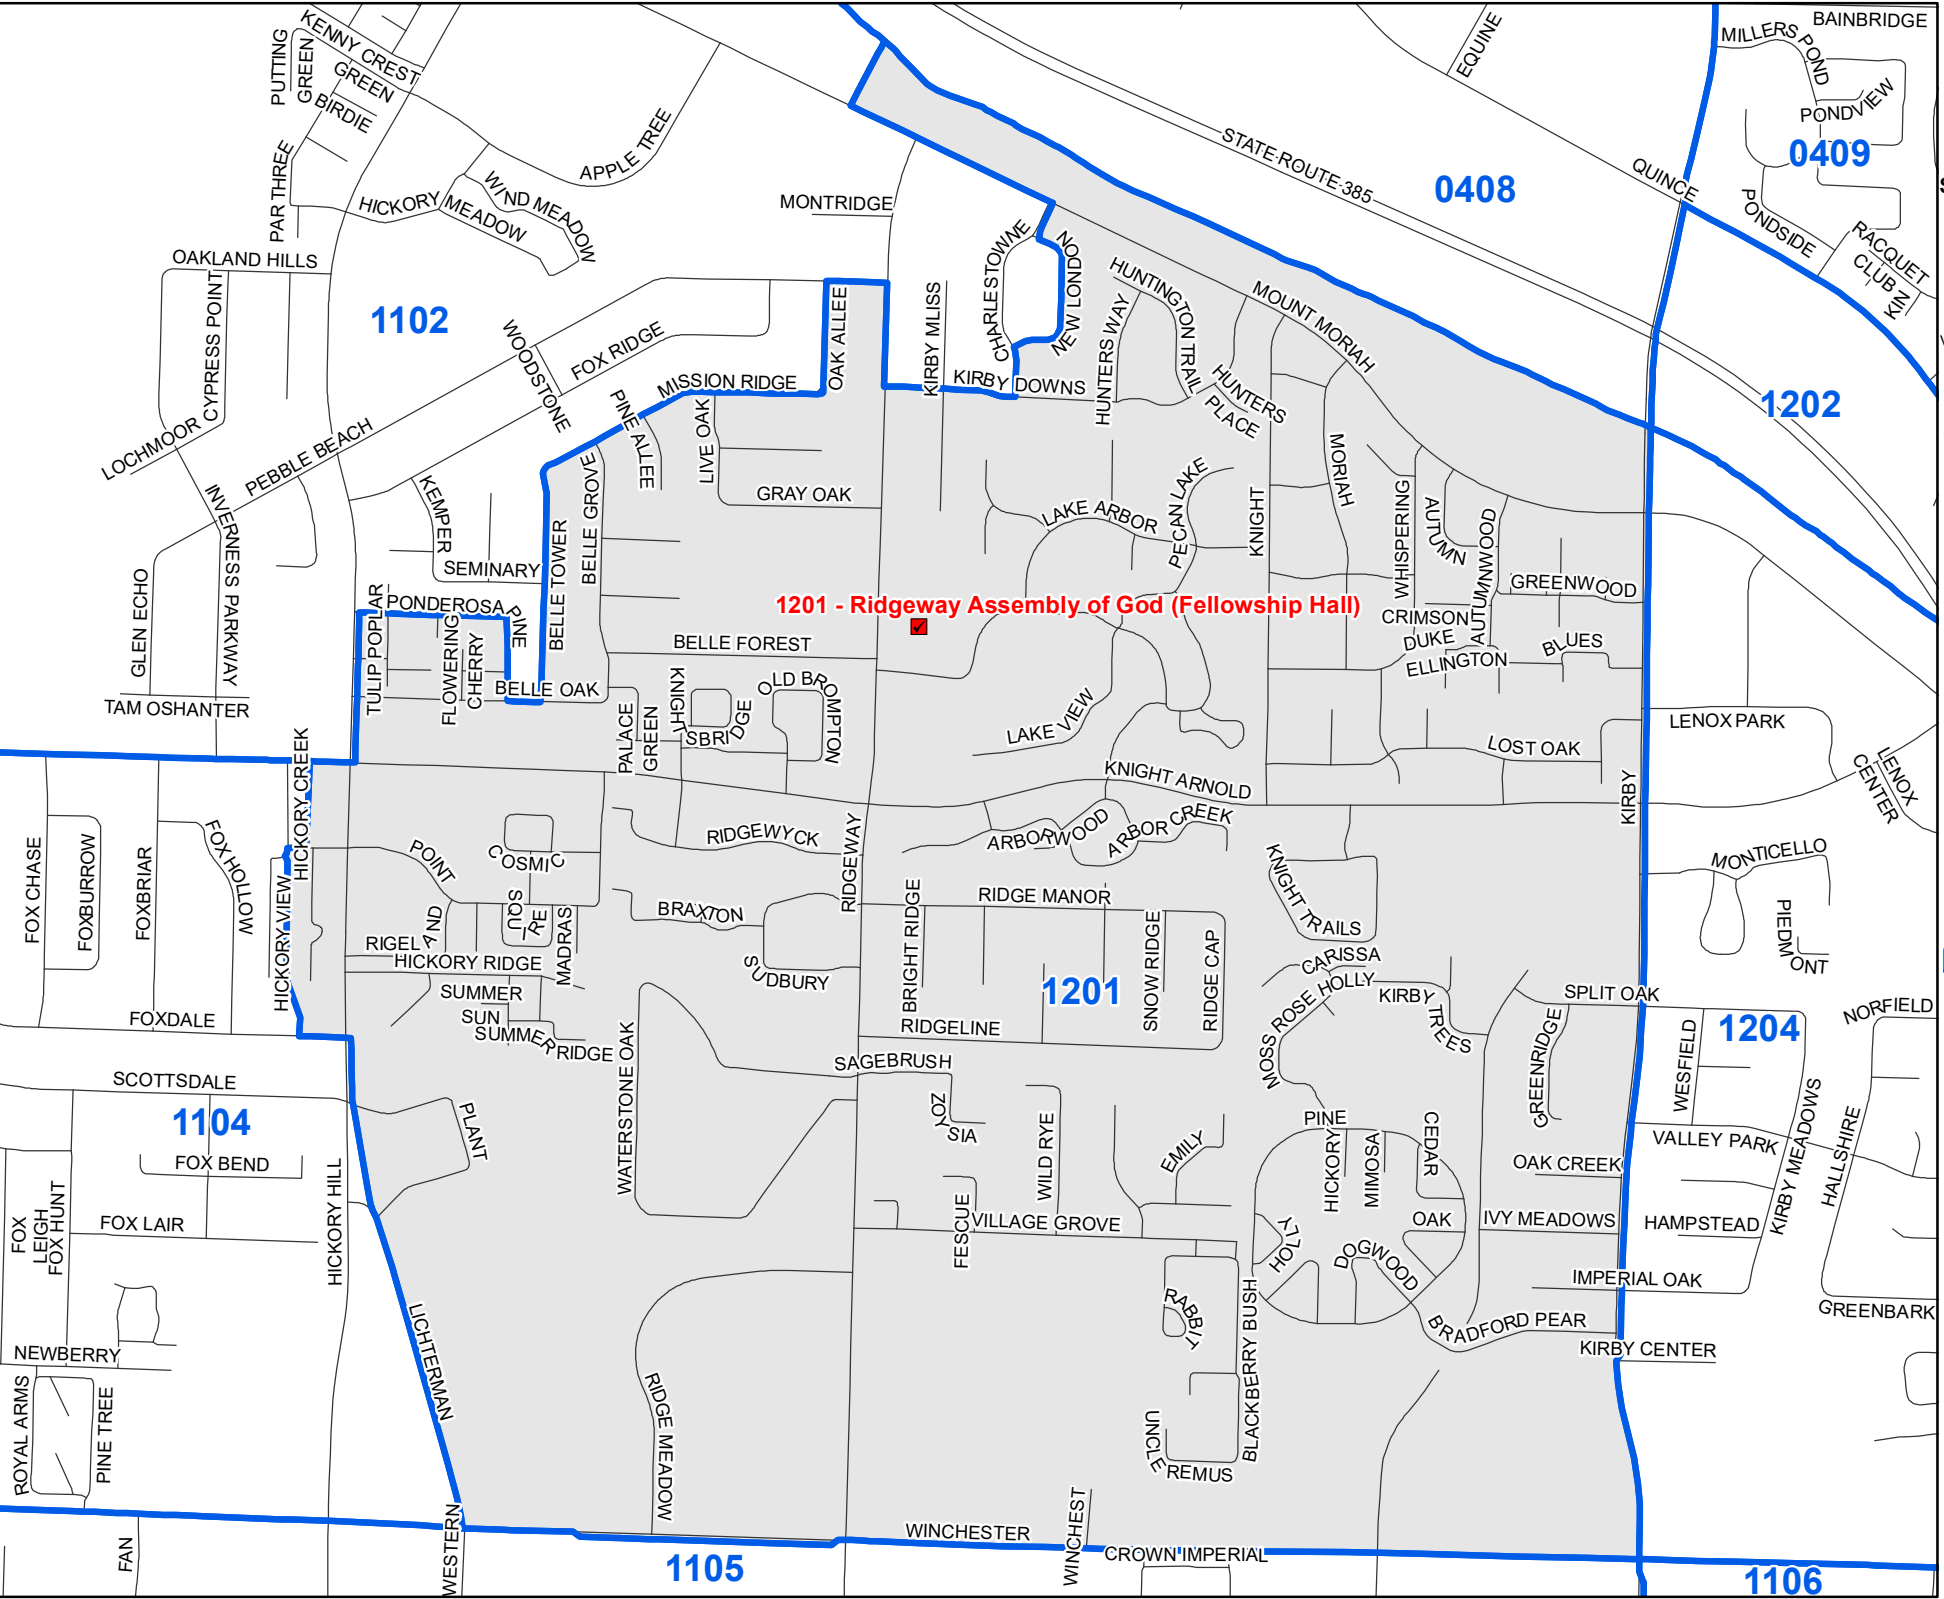 BAINBRIDGE
KENNY CREST
PUTTING
GREEN
GREEN
BIRDIE
EQUINE
MILLERS POND
PONDVIEW
0409
APPLE TREE
PAR THREE
STATE ROUTE 385
0408
QUINCE
HICKORY
MEADOW
WIND MEADOW
MONTRIDGE
PONDSIDE
RACQUET
CLUB
OAKLAND HILLS
CHARLESTOWNE
NEW LONDON
HUNTINGTON TRAIL
MOUNT MORIAH
CYPRESS POINT
1102
WOODSTONE
FOX RIDGE
MISSION RIDGE
OAK ALLEE
KIRBY MLISS
KIRBY DOWNS
HUNTERS WAY
HUNTERS
PLACE
1202
LOCHMOOR
PEBBLE BEACH
PINE ALLEE
LIVE OAK
GRAY OAK
MORIAH
KEMPER
INVERNESS PARKWAY
BELLE GROVE
LAKE ARBOR
PECAN LAKE
KNIGHT
WHISPERING
AUTUMN
AUTUMNWOOD
GREENWOOD
SEMINARY
BELLE TOWER
GLEN ECHO
TULIP POPLAR
PONDEROSA
PINE
1201 - Ridgeway Assembly of God (Fellowship Hall)
CRIMSON
DUKE
ELLINGTON
BLUES
FLOWERING
CHERRY
BELLE FOREST
BELLE OAK
TAM OSHANTER
PALACE
GREEN
KNIGHT
SBRI
DGE
OLD BROMPTON
LAKE VIEW
LOST OAK
LENOX PARK
LENOX
CENTER
HICKORY CREEK
KNIGHT ARNOLD
KIRBY
FOX CHASE
FOXBURROW
FOXBRIAR
FOX HOLLOW
POINT
COSMIC
RIDGEWYCK
RIDGEWAY
ARBORWOOD
ARBOR CREEK
MONTICELLO
HICKORY VIEW
SQUI
RE
MADRAS
BRAXTON
BRIGHT RIDGE
RIDGE MANOR
SNOW RIDGE
RIDGE CAP
KNIGHT TRAILS
PIEDM
ONT
RIGEL
AND
HICKORY RIDGE
SUDBURY
1201
CARISSA
MOSS ROSE
HOLLY
KIRBY
TREES
SPLIT OAK
SUMMER
SUN
SUMMER RIDGE
FOXDALE
RIDGELINE
1204
NORFIELD
SCOTTSDALE
WATERSTONE OAK
SAGEBRUSH
GREENRIDGE
WESFIELD
1104
PLANT
ZOY
SIA
WILD RYE
EMILY
PINE
HICKORY
MIMOSA
CEDAR
VALLEY PARK
KIRBY MEADOWS
HALLSHIRE
FOX BEND
HICKORY HILL
OAK CREEK
FOX
LEIGH
FOX HUNT
FOX LAIR
FESCUE
VILLAGE GROVE
HOLLY
DOGWOOD
OAK
IVY MEADOWS
HAMPSTEAD
IMPERIAL OAK
GREENBARK
LICHTERMAN
RABBIT
BLACKBERRY BUSH
BRADFORD PEAR
KIRBY CENTER
NEWBERRY
ROYAL ARMS
PINE TREE
RIDGE MEADOW
UNCLE
REMUS
FAN
WESTERN
WINCHESTER
WINCHEST
CROWN IMPERIAL
1105
1106